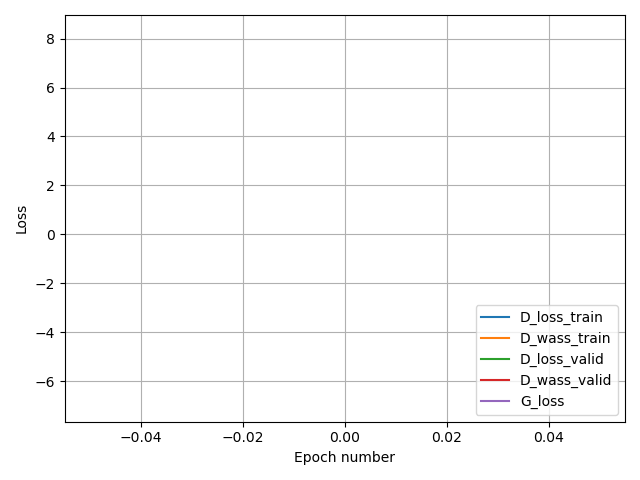 8
6
4
2
0
−2
−4
−6
Loss
D_loss_train
D_wass_train
D_loss_valid
D_wass_valid
G_loss
−0.04 −0.02 0.00 0.02 0.04
Epoch number